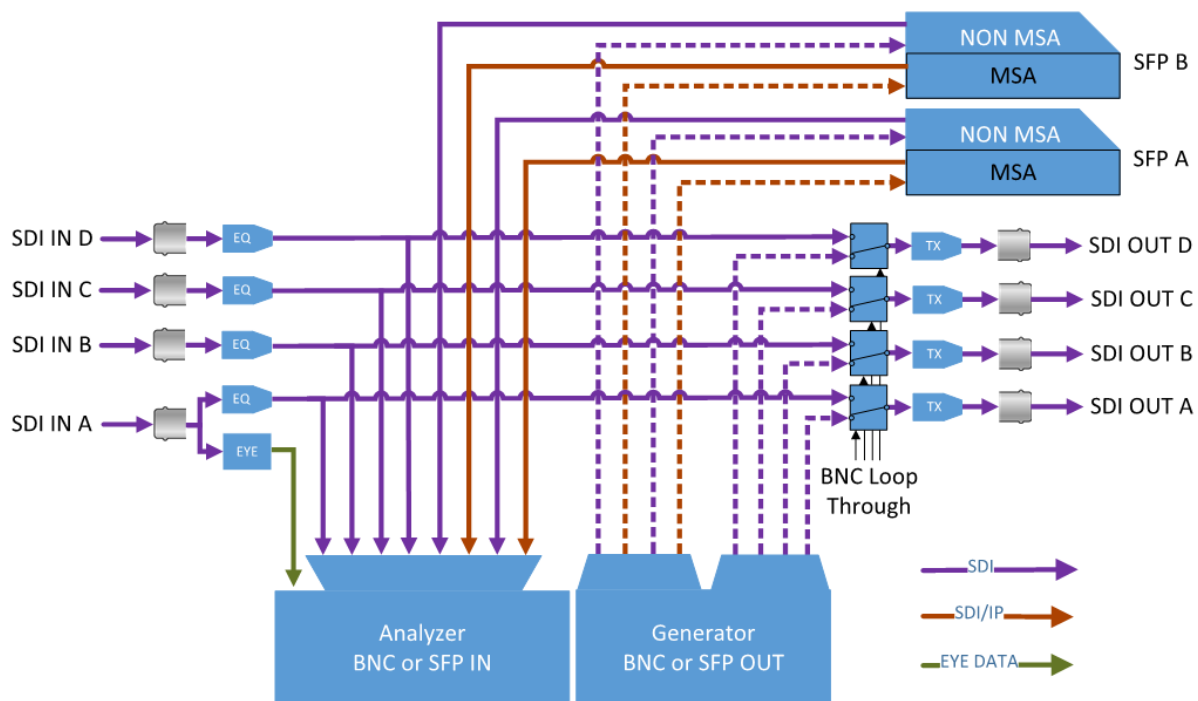 NON MSA
MSA
SFP B
NON MSA
MSA
SFP A
SDI IN D
EQ
TX
SDI OUT D
SDI IN C
EQ
TX
SDI OUT C
SDI IN B
EQ
TX
SDI OUT B
SDI IN A
EQ
TX
SDI OUT A
EYE
BNC Loop
Through
Analyzer
BNC or SFP IN
Generator
BNC or SFP OUT
SDI
SDI/IP
EYE DATA